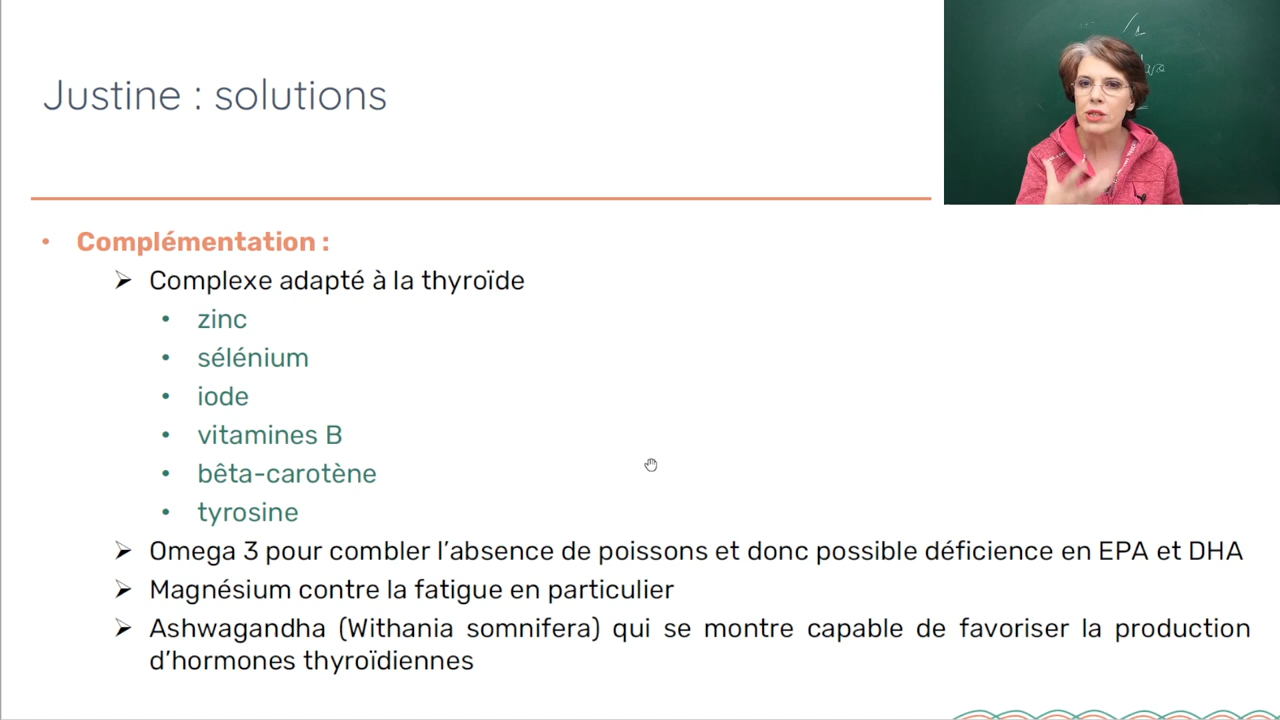 Justine : solutions
• Complémentation :
➢ Complexe adapté à la thyroïde
• zinc
• sélénium
• iode
• vitamines B
• bêta-carotène
• tyrosine
➢ Omega 3 pour combler l’absence de poissons et donc possible déficience en EPA et DHA
➢ Magnésium contre la fatigue en particulier
➢ Ashwagandha (Withania somnifera) qui se montre capable de favoriser la production
d’hormones thyroïdiennes